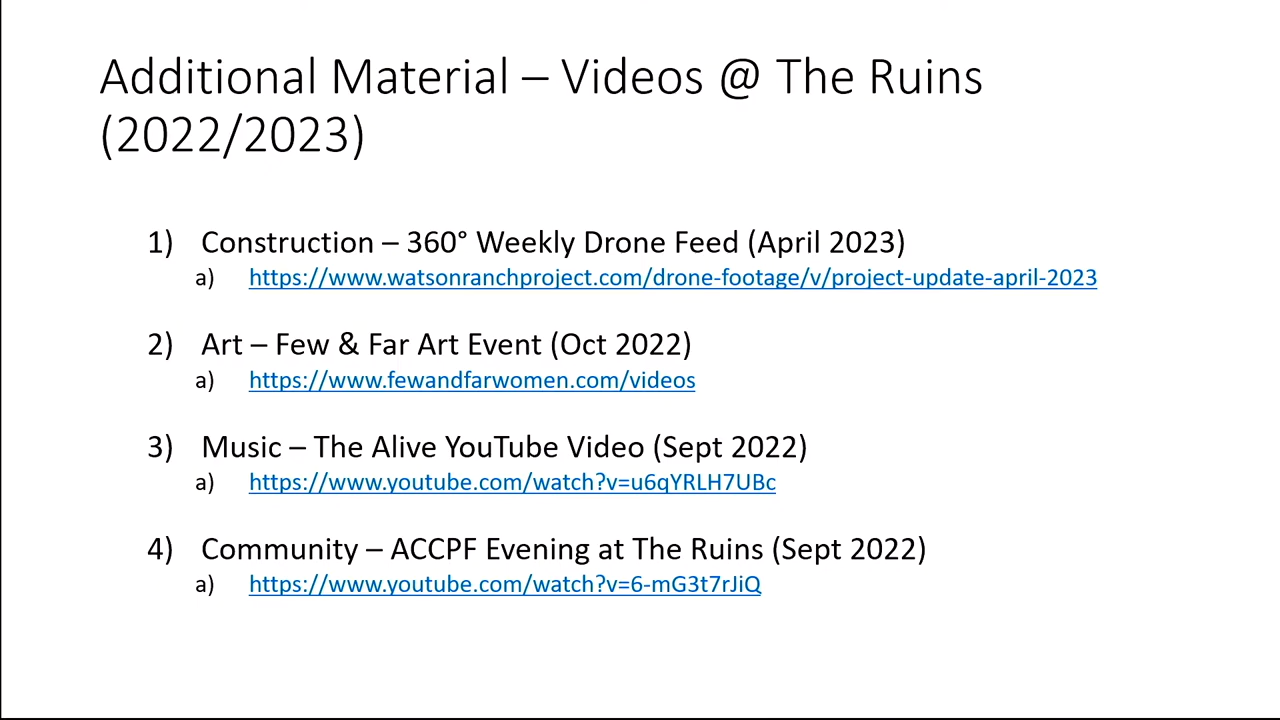 Additional Material – Videos @ The Ruins
(2022/2023)
1) Construction – 360° Weekly Drone Feed (April 2023)
a) https://www.watsonranchproject.com/drone-footage/v/project-update-april-2023
2) Art – Few & Far Art Event (Oct 2022)
a) https://www.fewandfarwomen.com/videos
3) Music – The Alive YouTube Video (Sept 2022)
a) https://www.youtube.com/watch?v=u6qYRLH7UBc
4) Community – ACCPF Evening at The Ruins (Sept 2022)
a) https://www.youtube.com/watch?v=6-mG3t7rJiQ